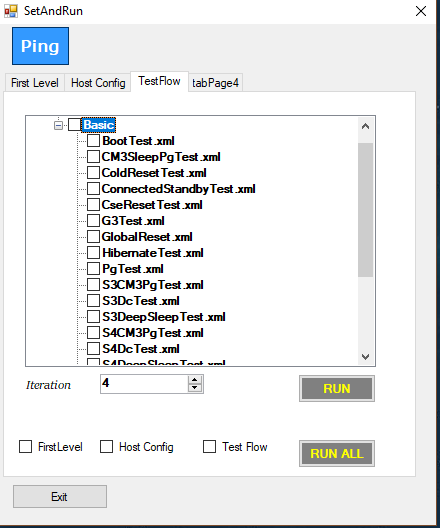 SetAndRun
Ping
First Level Host Config TestFlow tabPage4
Basic
BootTest.xml
CM3SleepPgTest.xml
ColdResetTest.xml
ConnectedStandbyTest.xml
CseResetTest.xml
G3Test.xml
GlobalReset.xml
HibernateTest.xml
PgTest.xml
S3CM3PgTest.xml
S3DcTest.xml
S3DeepSleepTest.xml
S4CM3PgTest.xml
S4DcTest.xml
S4DeepSleepTest.xml
Iteration 4 RUN
FirstLevel Host Config Test Flow RUN ALL
Exit